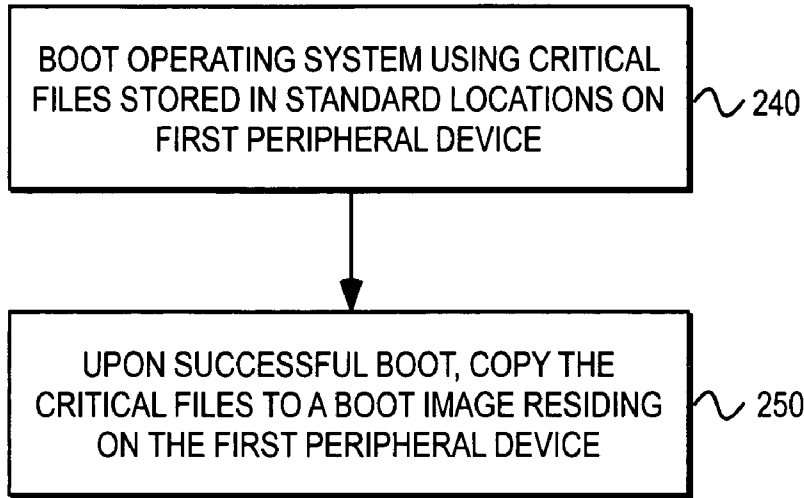 BOOT OPERATING SYSTEM USING CRITICAL
FILES STORED IN STANDARD LOCATIONS ON
FIRST PERIPHERAL DEVICE
240
UPON SUCCESSFUL BOOT, COPY THE
CRITICAL FILES TO A BOOT IMAGE RESIDING
ON THE FIRST PERIPHERAL DEVICE
250